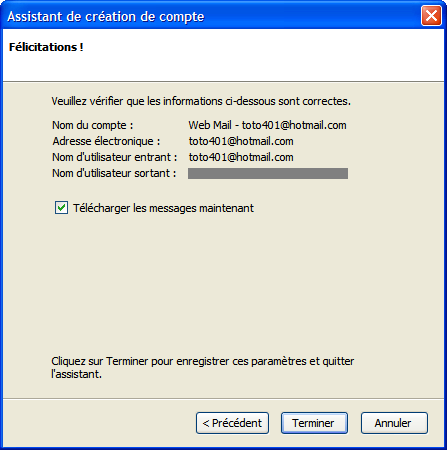 Assistant de création de compte
Félicitations !
Veuillez vérifier que les informations ci-dessous sont correctes.
Nom du compte : Web Mail - toto401@hotmail.com
Adresse électronique : toto401@hotmail.com
Nom d'utilisateur entrant : toto401@hotmail.com
Nom d'utilisateur sortant :
Télécharger les messages maintenant
Cliquez sur Terminer pour enregistrer ces paramètres et quitter
l'assistant.
< Précédent Terminer Annuler